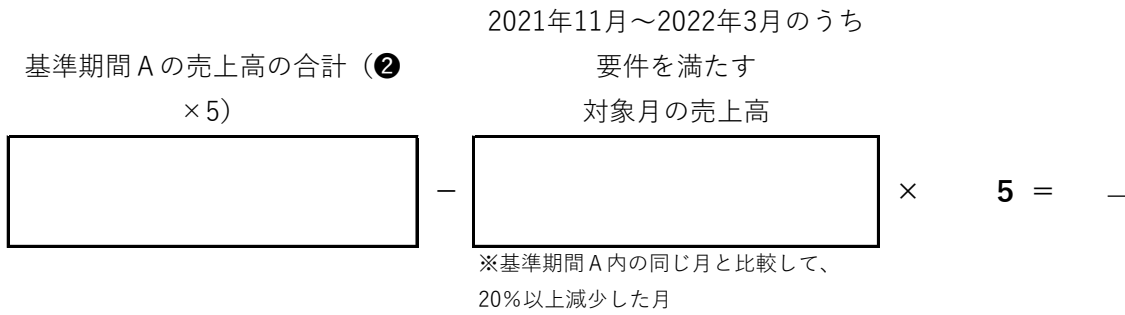 2021年11月～2022年3月のうち
基準期間Ａの売上高の合計（❷
要件を満たす
×5）
対象月の売上高
－
×
5 ＝
※基準期間Ａ内の同じ月と比較して、
20%以上減少した月